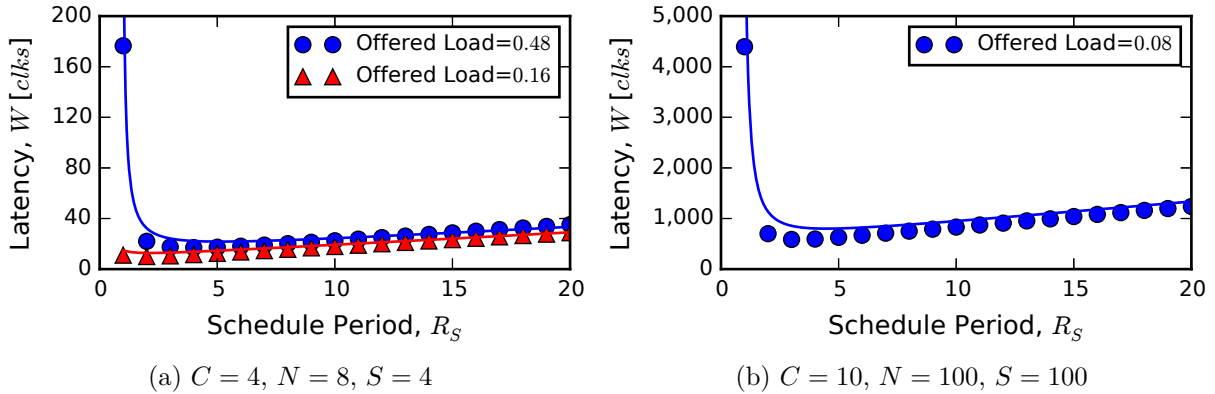 200
160
120
80
40
0
0 5 10 15 20
Latency, W [clks]
Schedule Period, R_S
Offered Load=0.48
Offered Load=0.16
(a) C = 4, N = 8, S = 4
5,000
4,000
3,000
2,000
1,000
0
0 5 10 15 20
Latency, W [clks]
Schedule Period, R_S
Offered Load=0.08
(b) C = 10, N = 100, S = 100